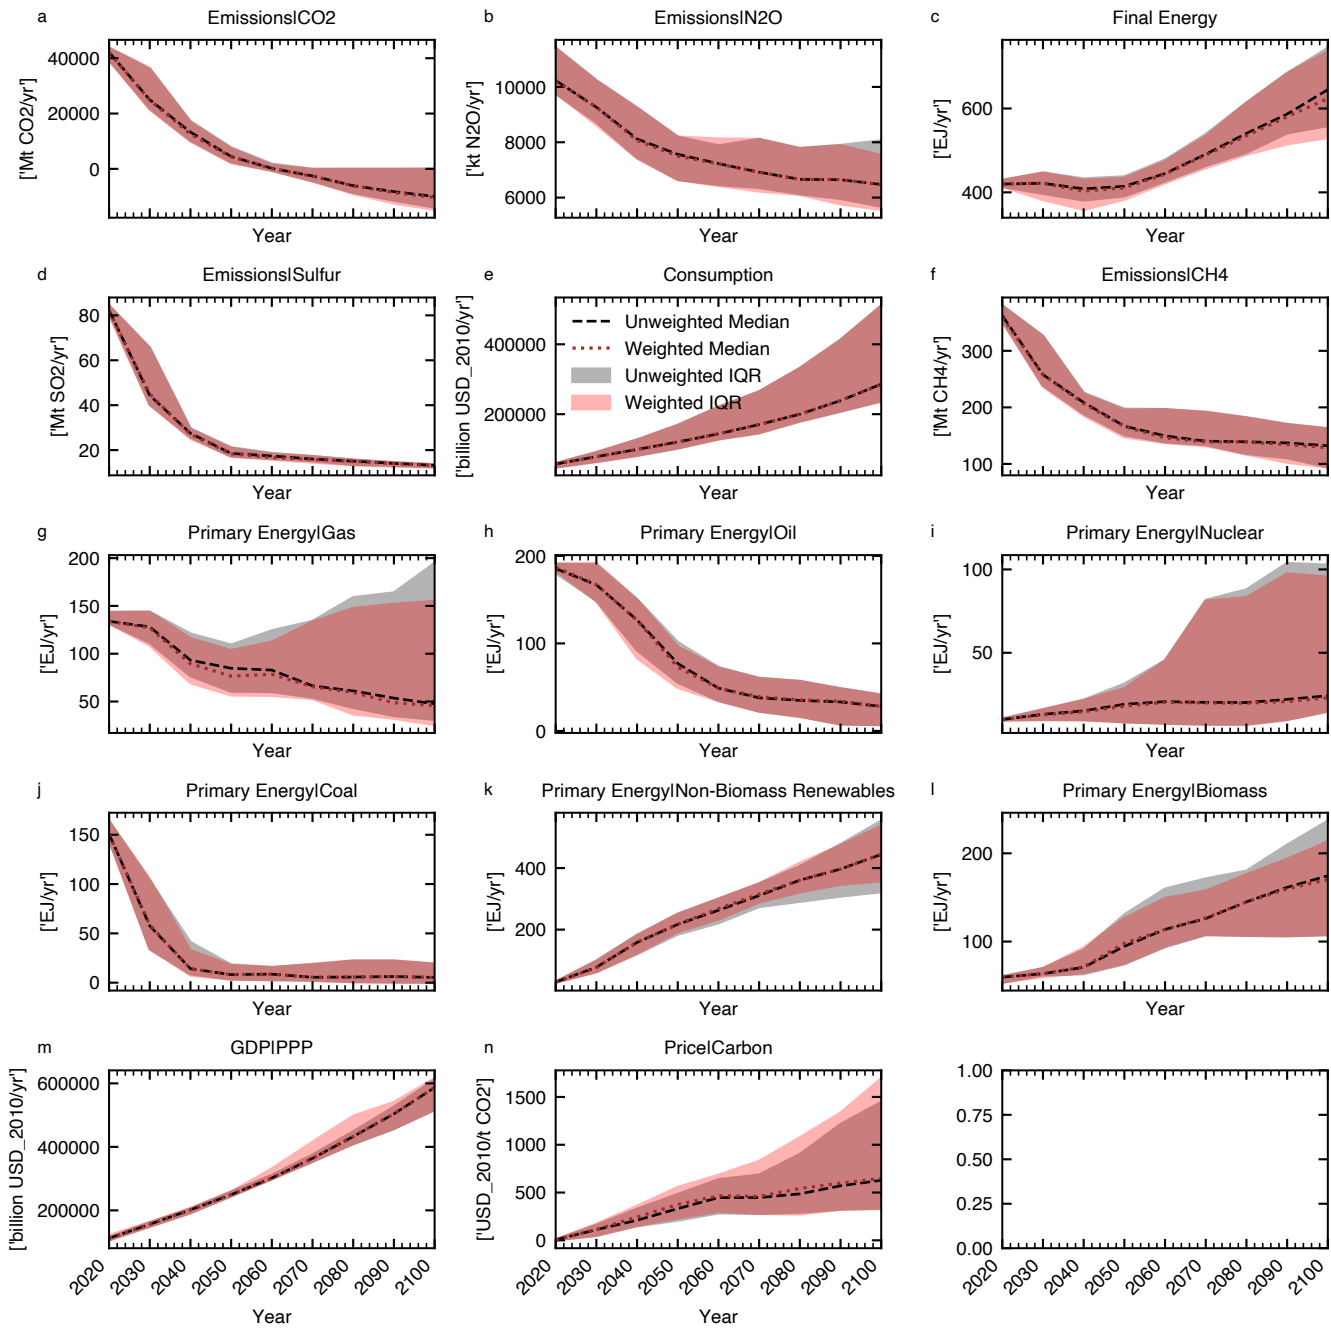 a Emissions|CO2
['Mt CO2/yr']
40000
20000
0
Year
b Emissions|N2O
['kt N2O/yr']
10000
8000
6000
Year
c Final Energy
['EJ/yr']
600
400
Year
d Emissions|Sulfur
['Mt SO2/yr']
80
60
40
20
Year
e Consumption
['billion USD_2010/yr']
400000
200000
Unweighted Median
Weighted Median
Unweighted IQR
Weighted IQR
Year
f Emissions|CH4
['Mt CH4/yr']
300
200
100
Year
g Primary Energy|Gas
['EJ/yr']
200
150
100
50
Year
h Primary Energy|Oil
['EJ/yr']
200
100
0
Year
i Primary Energy|Nuclear
['EJ/yr']
100
50
Year
j Primary Energy|Coal
['EJ/yr']
150
100
50
0
Year
k Primary Energy|Non-Biomass Renewables
['EJ/yr']
400
200
Year
l Primary Energy|Biomass
['EJ/yr']
200
100
Year
m GDP|PPP
['billion USD_2010/yr']
600000
400000
200000
2020 2030 2040 2050 2060 2070 2080 2090 2100
Year
n Price|Carbon
['USD_2010/t CO2']
1500
1000
500
0
2020 2030 2040 2050 2060 2070 2080 2090 2100
Year
1.00
0.75
0.50
0.25
0.00
2020 2030 2040 2050 2060 2070 2080 2090 2100